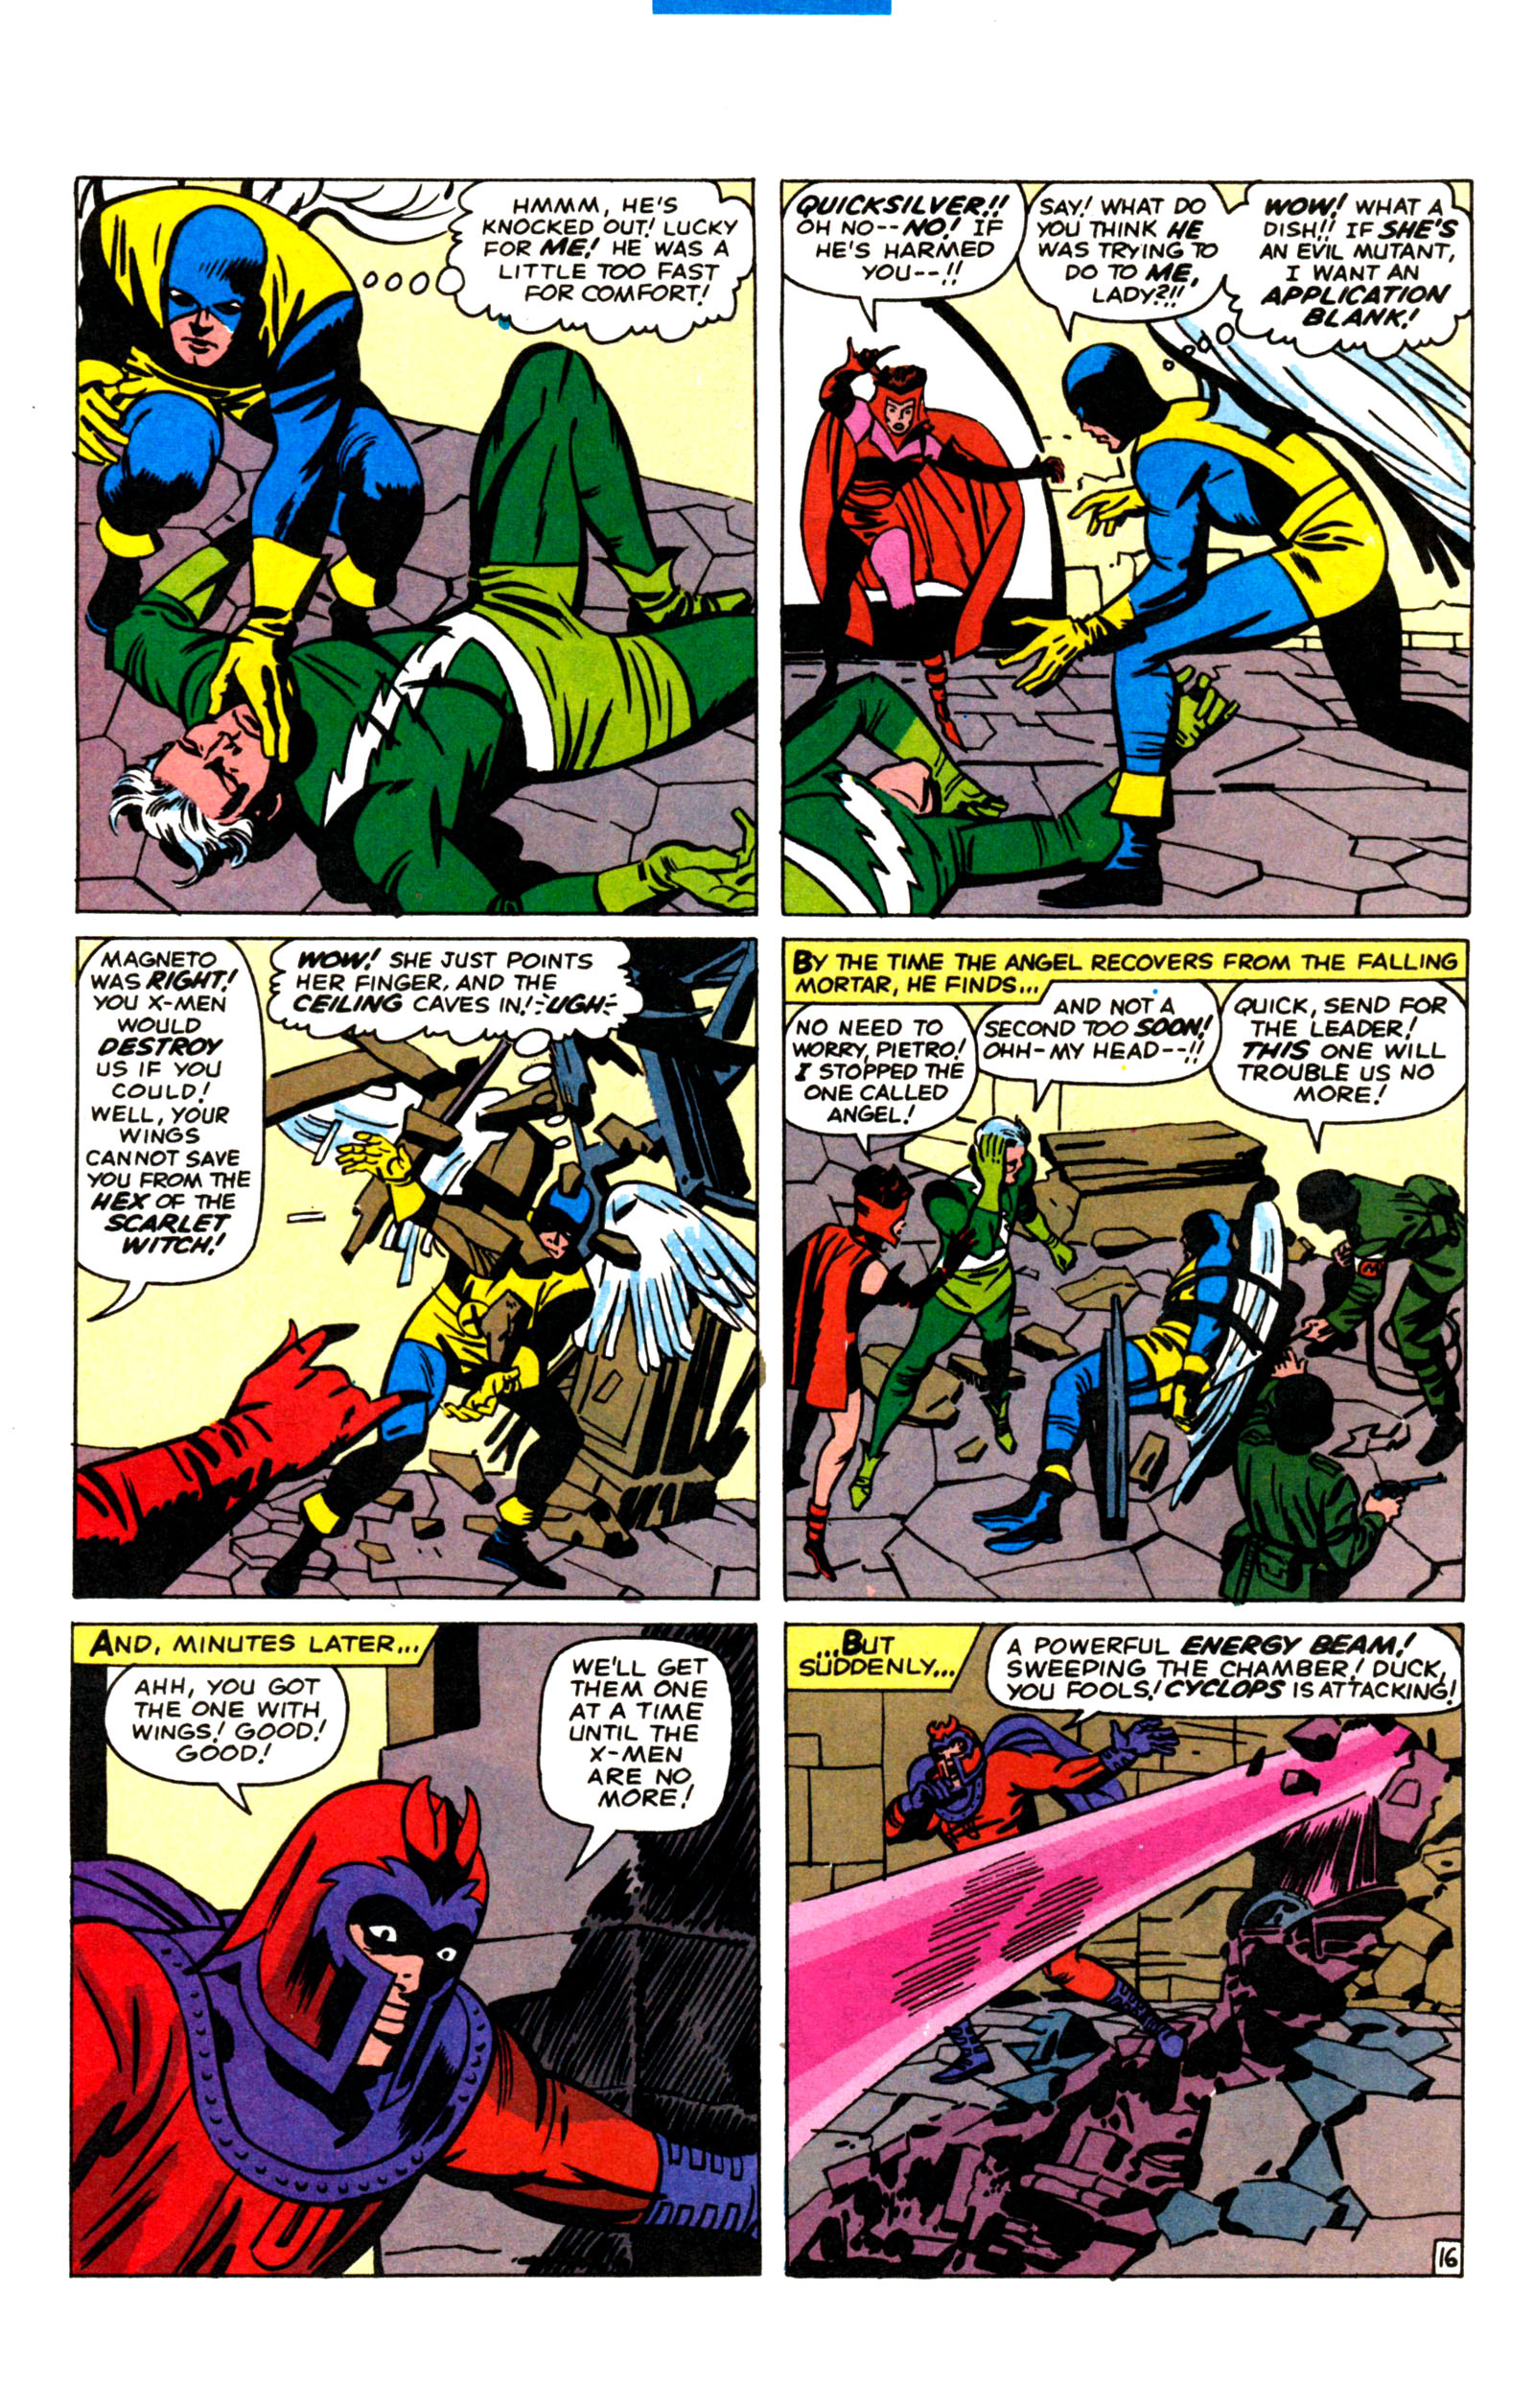 HMMM, HE'S
KNOCKED OUT! LUCKY
FOR ME! HE WAS A
LITTLE TOO FAST
FOR COMFORT!
QUICKSILVER!!
OH NO--NO! IF
HE'S HARMED
YOU--!!
SAY! WHAT DO
YOU THINK HE
WAS TRYING TO
DO TO ME,
LADY?!!
WOW! WHAT A
DISH!! IF SHE'S
AN EVIL MUTANT,
I WANT AN
APPLICATION
BLANK!
MAGNETO
WAS RIGHT!
YOU X-MEN
WOULD
DESTROY
US IF YOU
COULD!
WELL, YOUR
WINGS
CANNOT SAVE
YOU FROM THE
HEX OF THE
SCARLET
WITCH!
WOW! SHE JUST POINTS
HER FINGER, AND THE
CEILING CAVES IN! -UGH-
BY THE TIME THE ANGEL RECOVERS FROM THE FALLING
MORTAR, HE FINDS...
NO NEED TO
WORRY, PIETRO!
I STOPPED THE
ONE CALLED
ANGEL!
AND NOT A
SECOND TOO SOON!
OHH-MY HEAD--!!
QUICK, SEND FOR
THE LEADER!
THIS ONE WILL
TROUBLE US NO
MORE!
M
AND, MINUTES LATER...
AHH, YOU GOT
THE ONE WITH
WINGS! GOOD!
GOOD!
WE'LL GET
THEM ONE
AT A TIME
UNTIL THE
X-MEN
ARE NO
MORE!
...BUT
SUDDENLY...
A POWERFUL ENERGY BEAM!
SWEEPING THE CHAMBER! DUCK,
YOU FOOLS! CYCLOPS IS ATTACKING!
16